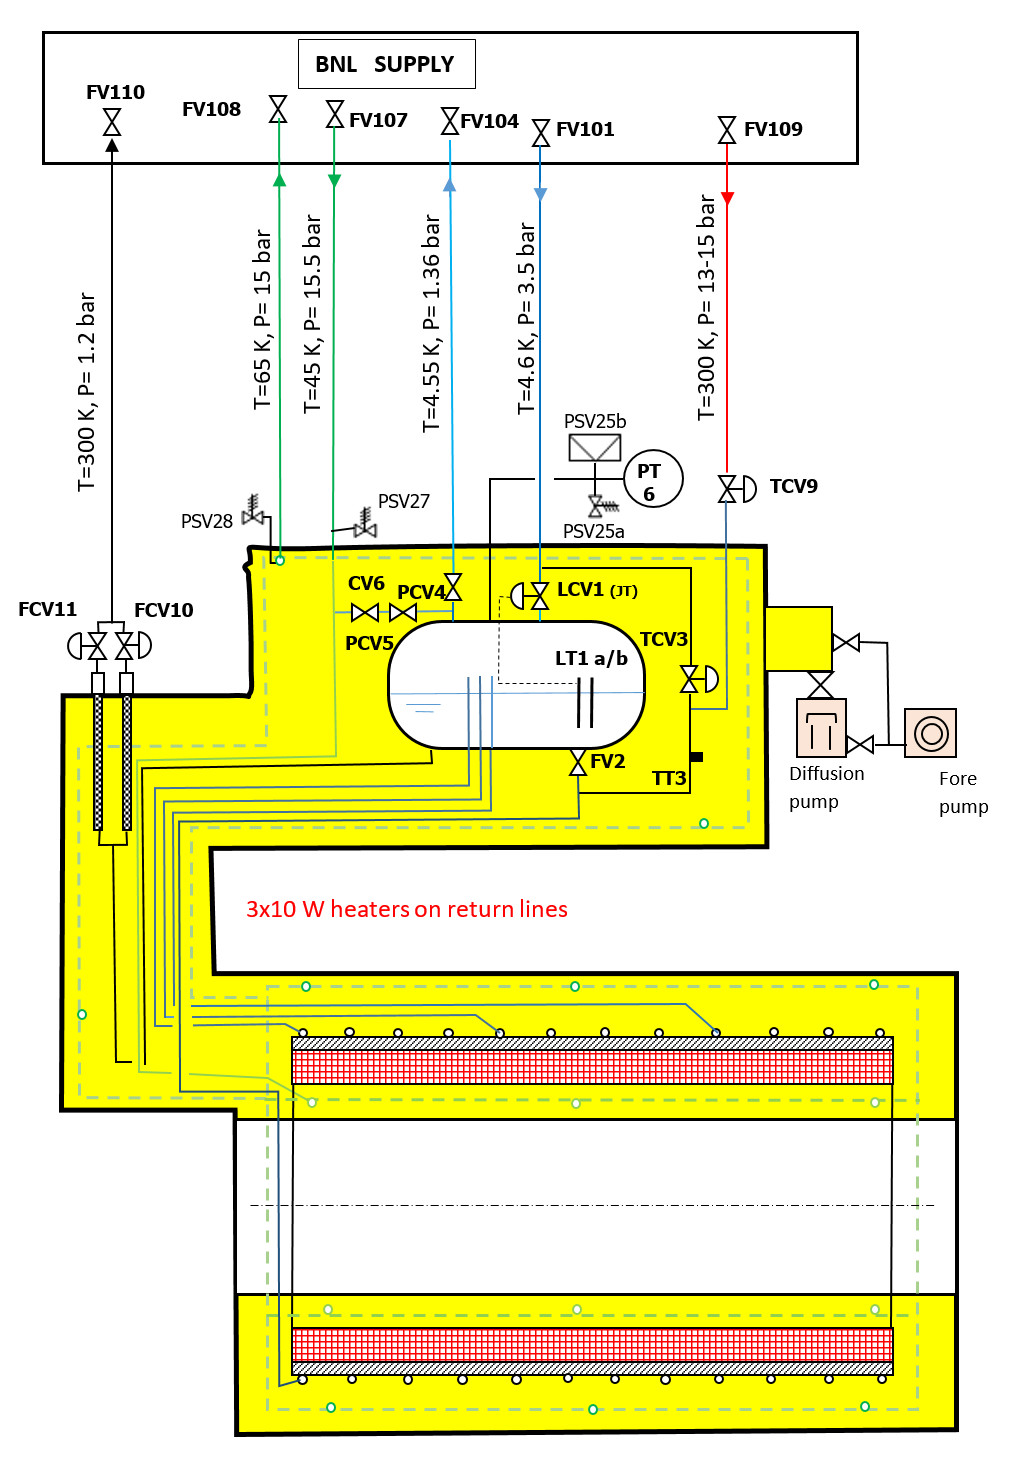 BNL SUPPLY
FV110
FV108
FV107
FV104
FV101
FV109
T=300 K, P= 1.2 bar
T=65 K, P= 15 bar
T=45 K, P= 15.5 bar
T=4.55 K, P= 1.36 bar
T=4.6 K, P= 3.5 bar
T=300 K, P= 13-15 bar
PSV25b
PT
6
TCV9
PSV28
PSV27
PSV25a
FCV11
FCV10
CV6
PCV4
LCV1 (JT)
PCV5
TCV3
LT1 a/b
FV2
TT3
Diffusion
pump
Fore
pump
3x10 W heaters on return lines